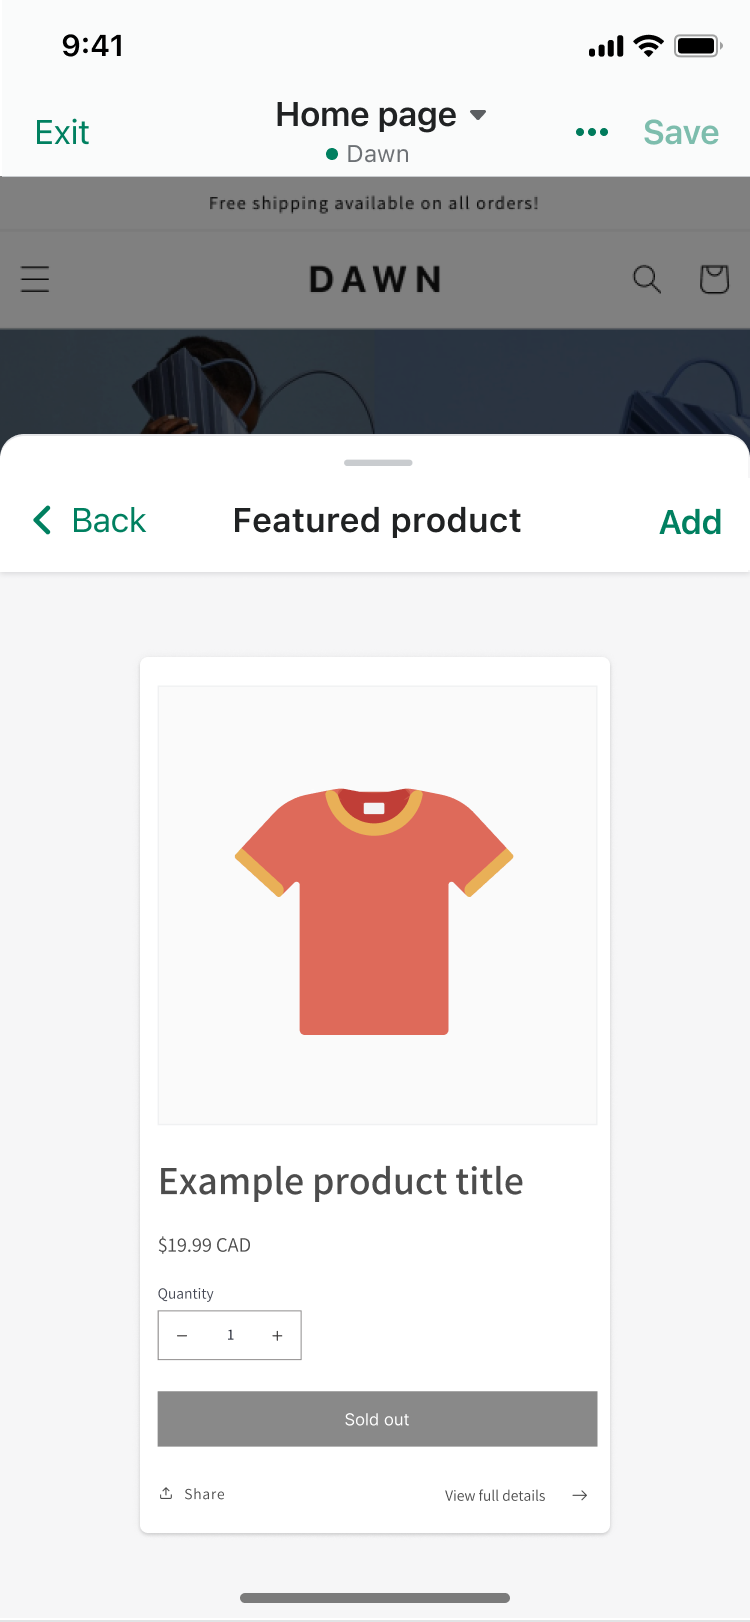 9:41
Exit
Home page
Dawn
Save
Free shipping available on all orders!
DAWN
Back
Featured product
Add
Example product title
$19.99 CAD
Quantity
− 1 +
Sold out
Share
View full details →